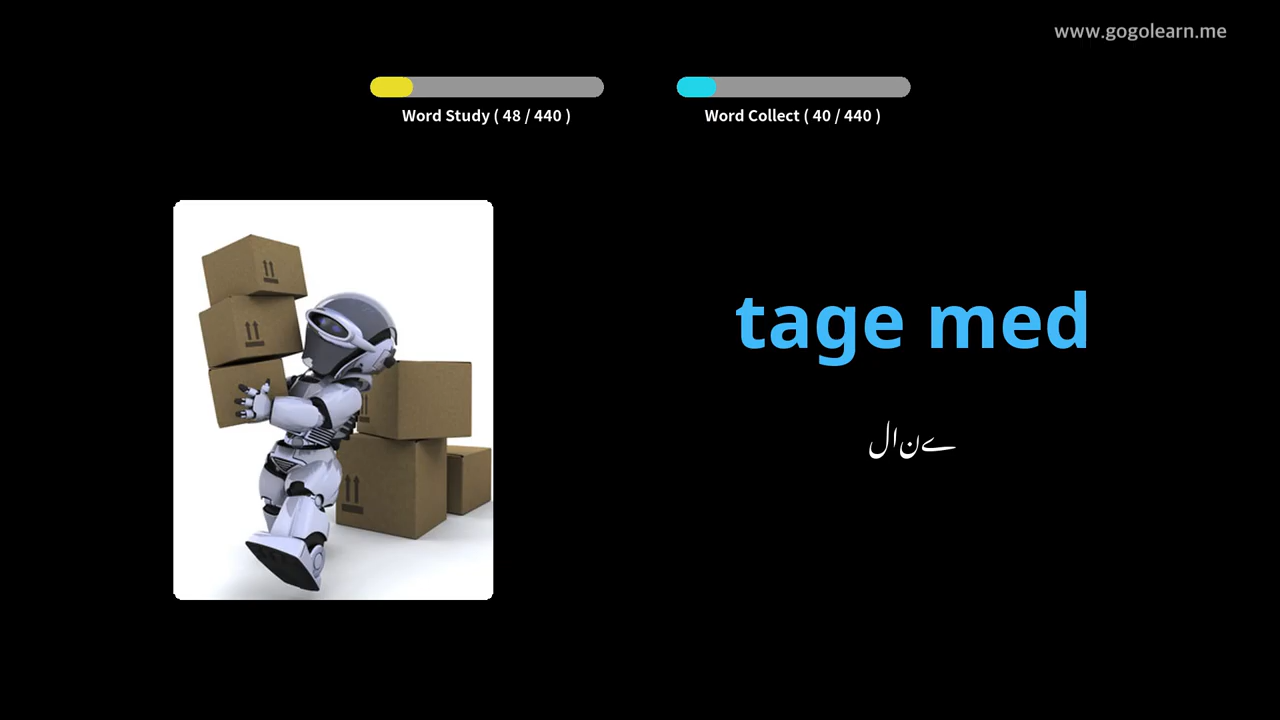 www.gogolearn.me
Word Study ( 48 / 440 )
Word Collect ( 40 / 440 )
tage med
لانے